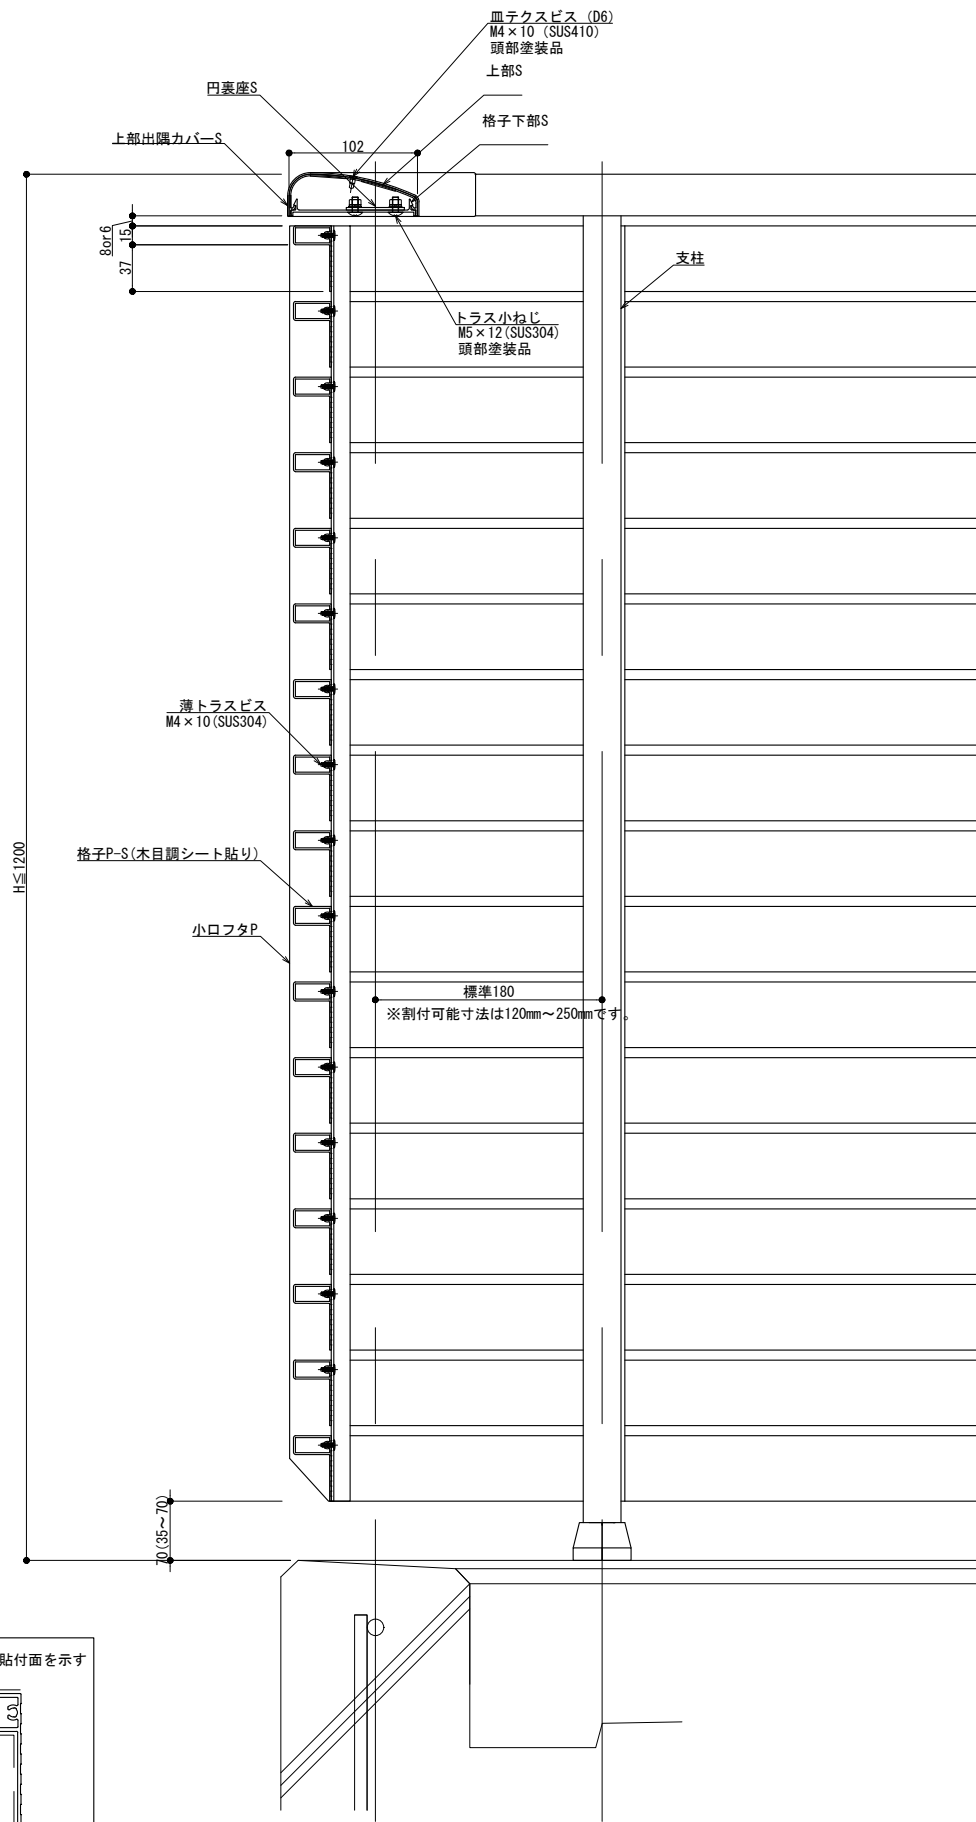 皿テクスビス (D6)
M4×10 (SUS410)
頭部塗装品
上部S
円裏座S
格子下部S
上部出隅カバーS
102
8or6
15
37
支柱
トラス小ねじ
M5×12(SUS304)
頭部塗装品
薄トラスビス
M4×10(SUS304)
H≦1200
格子P-S(木目調シート貼り)
小口フタP
標準180
※割付可能寸法は120mm～250mmです。
70(35～70)
貼付面を示す